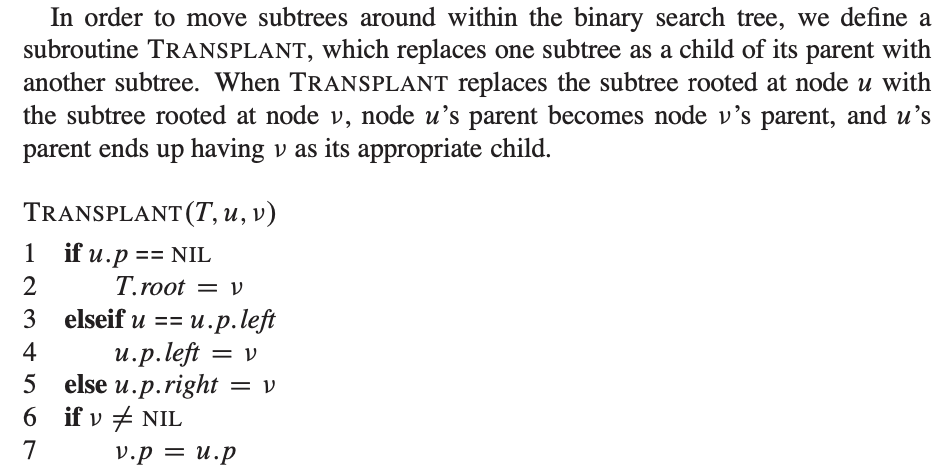 In order to move subtrees around within the binary search tree, we define a
subroutine TRANSPLANT, which replaces one subtree as a child of its parent with
another subtree. When TRANSPLANT replaces the subtree rooted at node u with
the subtree rooted at node v, node u’s parent becomes node v’s parent, and u’s
parent ends up having v as its appropriate child.
TRANSPLANT(T, u, v)
1 if u.p == NIL
2 T.root = v
3 elseif u == u.p.left
4 u.p.left = v
5 else u.p.right = v
6 if v ≠ NIL
7 v.p = u.p